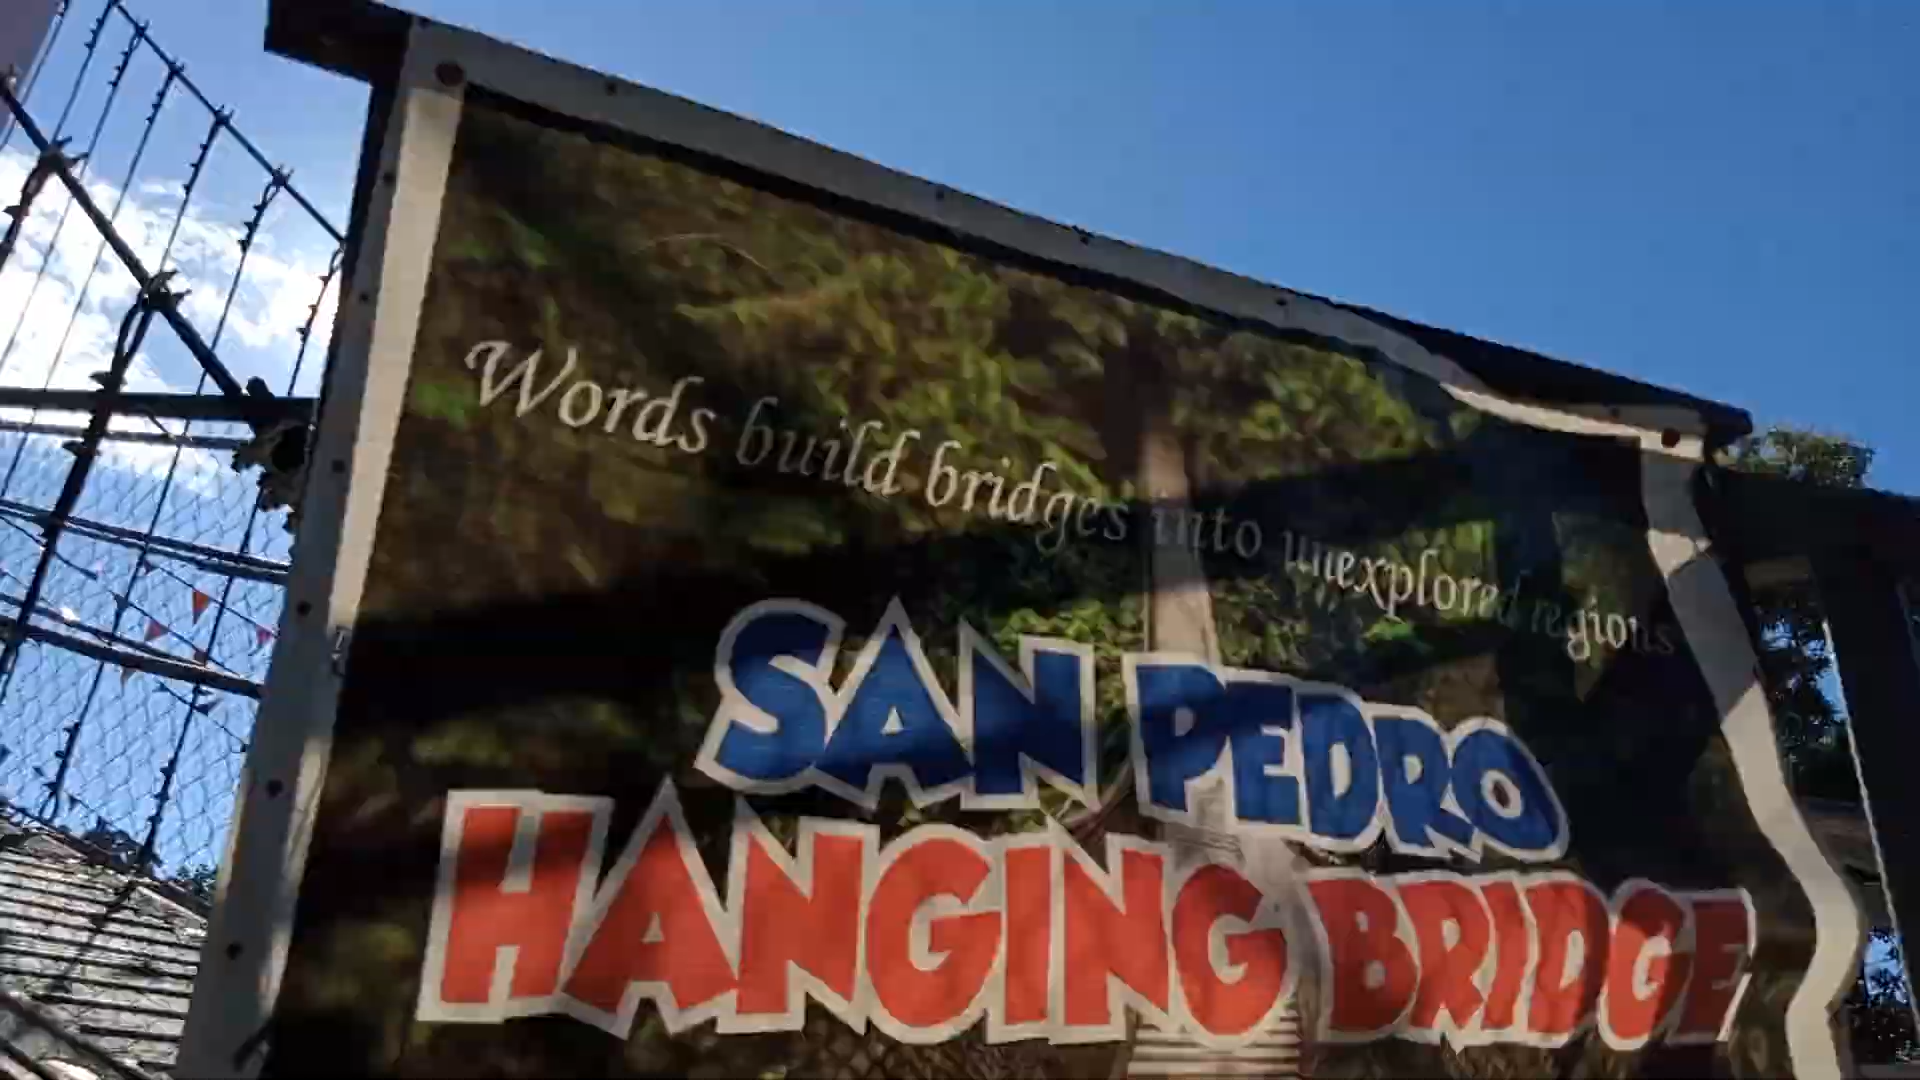 Words build bridges into unexplored regions
SAN PEDRO
HANGING BRIDGE